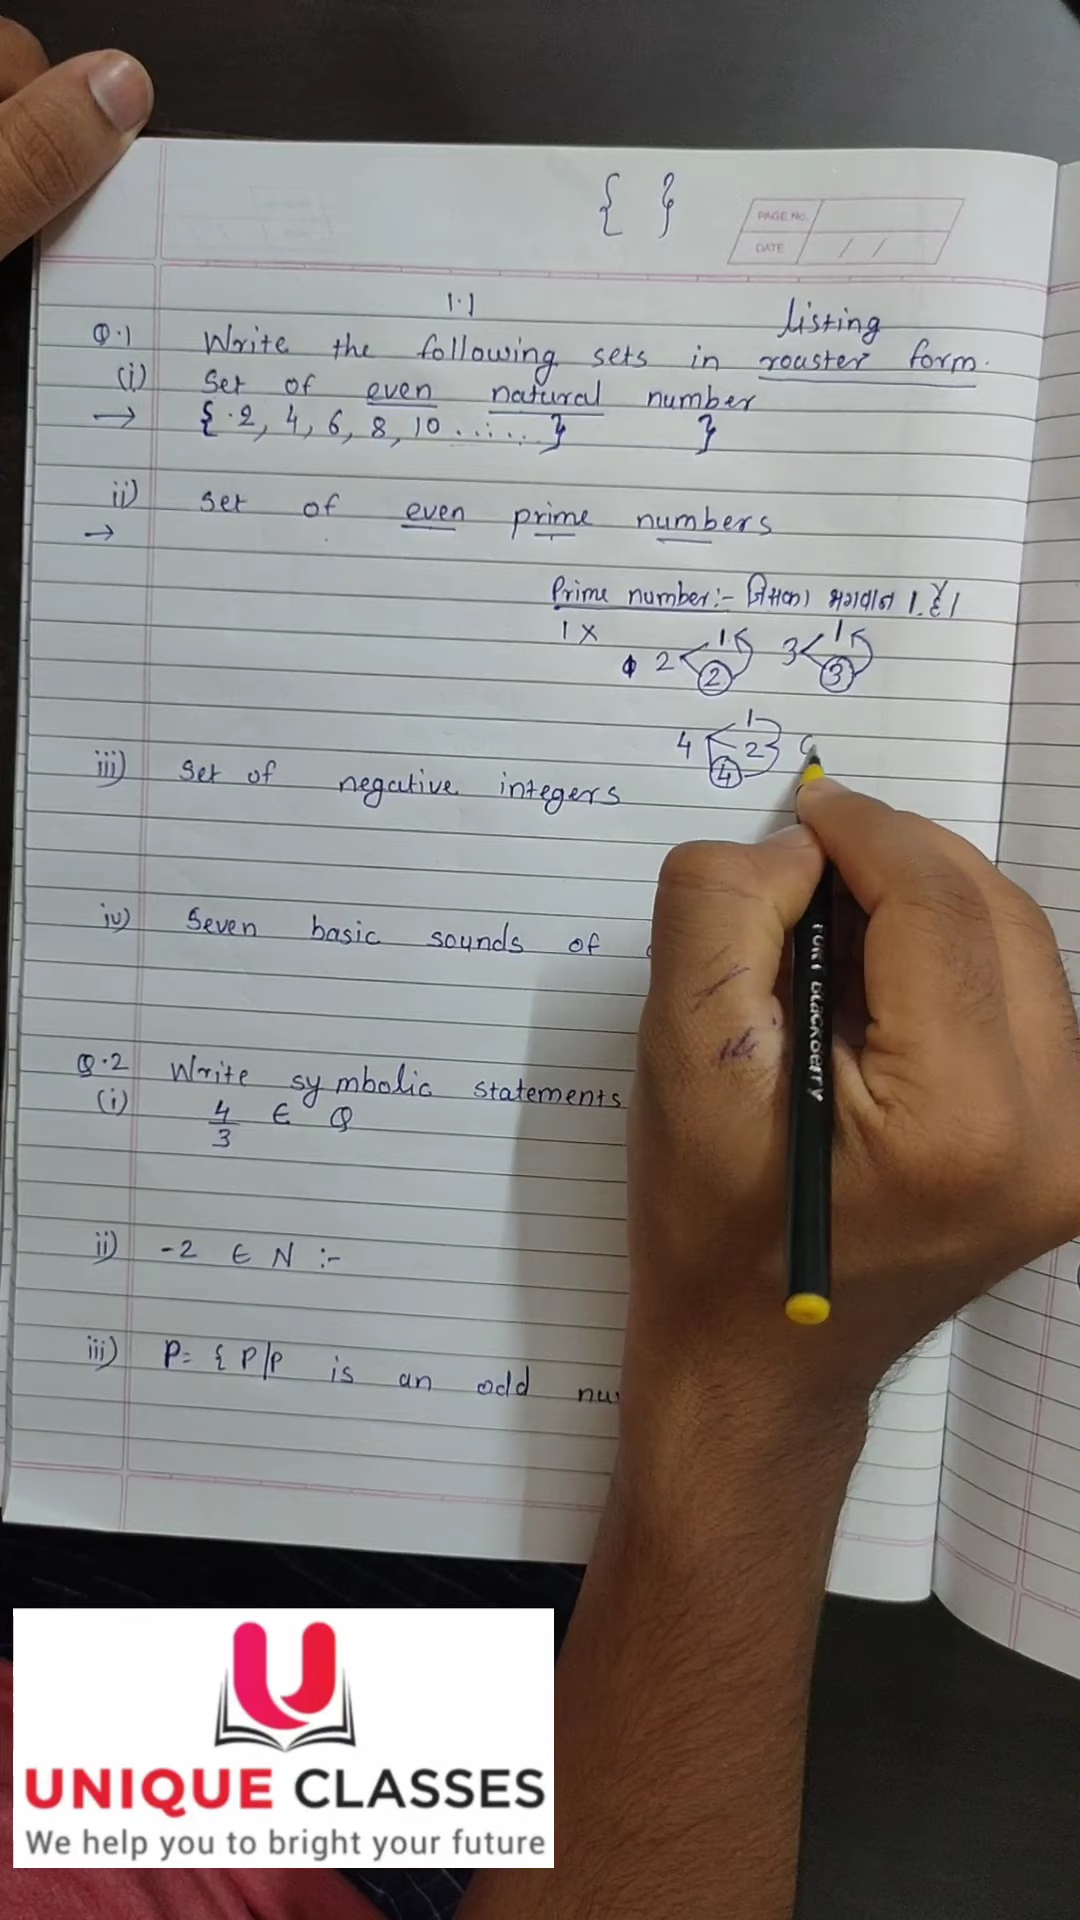 { }
PAGE No.
DATE / /
1.1
listing
Q.1 Write the following sets in roaster form.
(i) Set of even natural number
→ {.2, 4, 6, 8, 10 ....... } }
ii) set of even prime numbers
→
Prime number:- जिसका भगवान 1.
1 X
2 1 2 3 1 3
4 1 2 4
iii) Set of negative integers
iv) Seven basic sounds of
Q.2 Write symbolic statements
(i) 4/3 ∈ Q
ii) -2 ∈ N :-
iii) P= { P/P is an odd
BLACKBERRY
UNIQUE CLASSES
We help you to bright your future